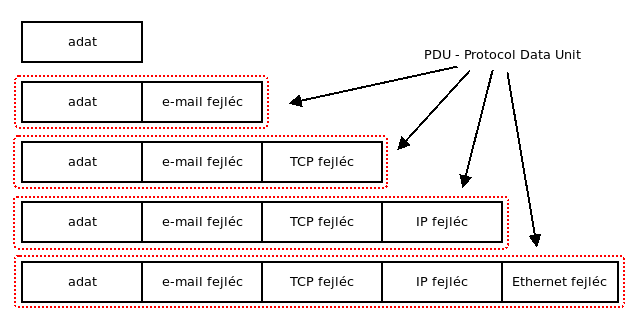 adat
PDU - Protocol Data Unit
adat e-mail fejléc
adat e-mail fejléc TCP fejléc
adat e-mail fejléc TCP fejléc IP fejléc
adat e-mail fejléc TCP fejléc IP fejléc Ethernet fejléc